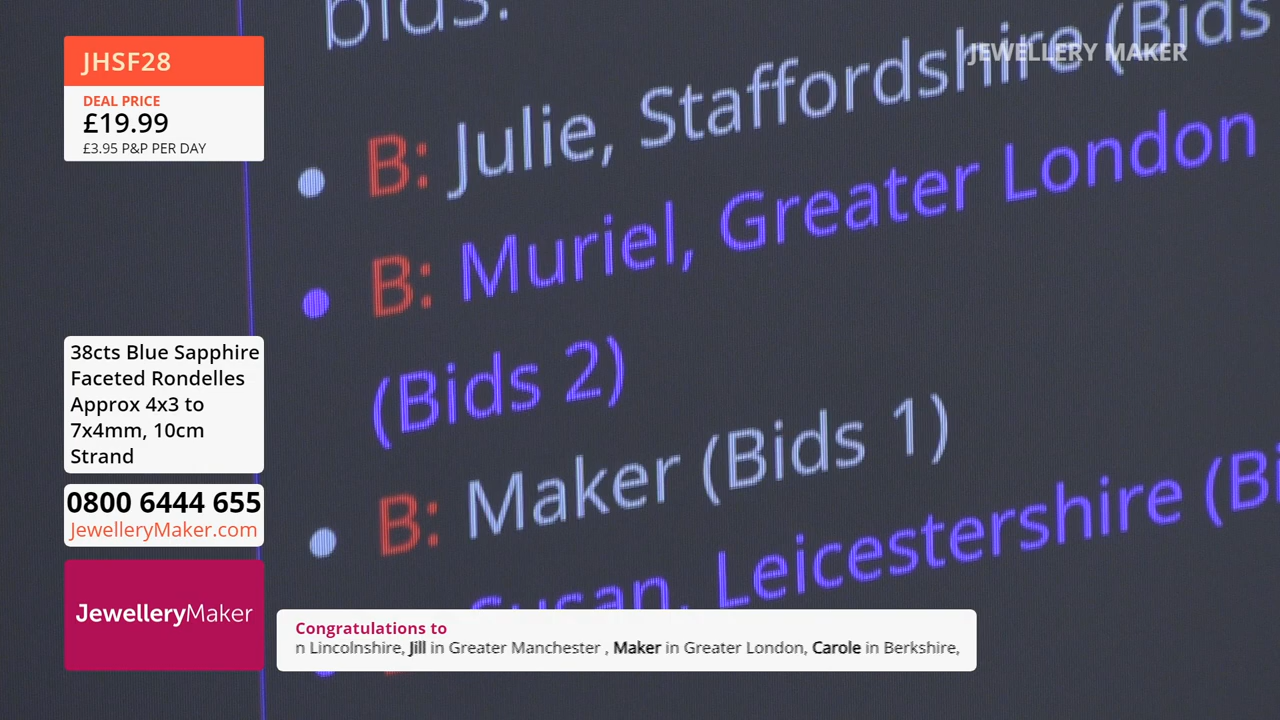 JHSF28
DEAL PRICE
£19.99
£3.95 P&P PER DAY
bids.
JEWELLERY MAKER
B: Julie, Staffordshire (Bids
B: Muriel, Greater London
(Bids 2)
B: Maker (Bids 1)
Susan, Leicestershire (Bi
38cts Blue Sapphire
Faceted Rondelles
Approx 4x3 to
7x4mm, 10cm
Strand
0800 6444 655
JewelleryMaker.com
JewelleryMaker
Congratulations to
n Lincolnshire, Jill in Greater Manchester , Maker in Greater London, Carole in Berkshire,